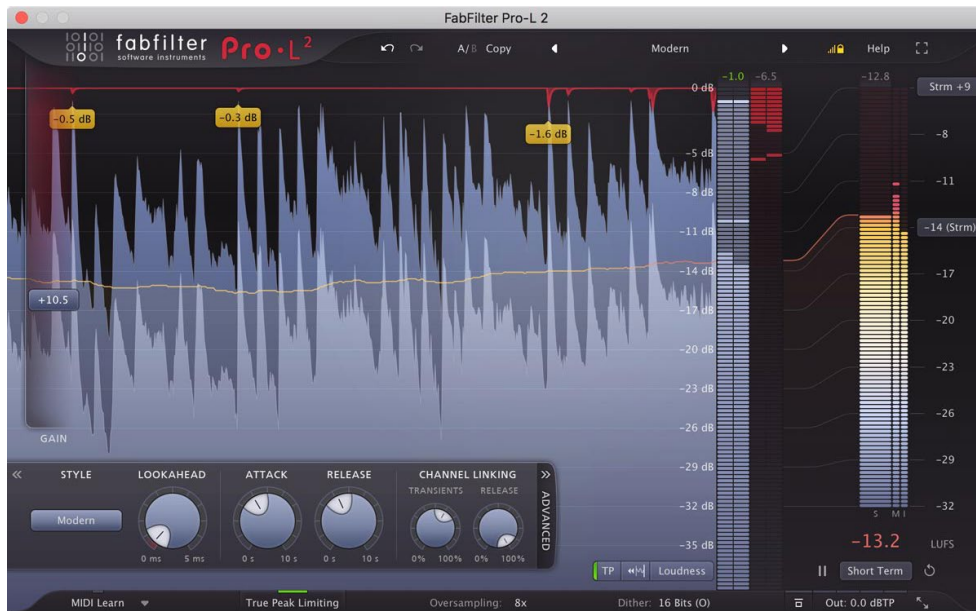 FabFilter Pro-L 2
fabfilter
software instruments
Pro·L 2
A/B Copy
Modern
Help
0 dB
-1.0 -6.5
-12.8
Strm +9
-0.5 dB
-0.3 dB
-1.6 dB
-5 dB
-8 dB
-11 dB
-14 dB
-17 dB
-20 dB
-23 dB
-26 dB
-29 dB
-32 dB
-35 dB
-8
-11
-14 (Strm)
-17
-20
-23
-26
-29
-32
+10.5
GAIN
STYLE
Modern
LOOKAHEAD
0 ms 5 ms
ATTACK
0 s 10 s
RELEASE
0 s 10 s
CHANNEL LINKING
TRANSIENTS RELEASE
0% 100% 0% 100%
ADVANCED
S M I
-13.2 LUFS
TP Loudness
Short Term
MIDI Learn
True Peak Limiting
Oversampling: 8x
Dither: 16 Bits (O)
Out: 0.0 dBTP